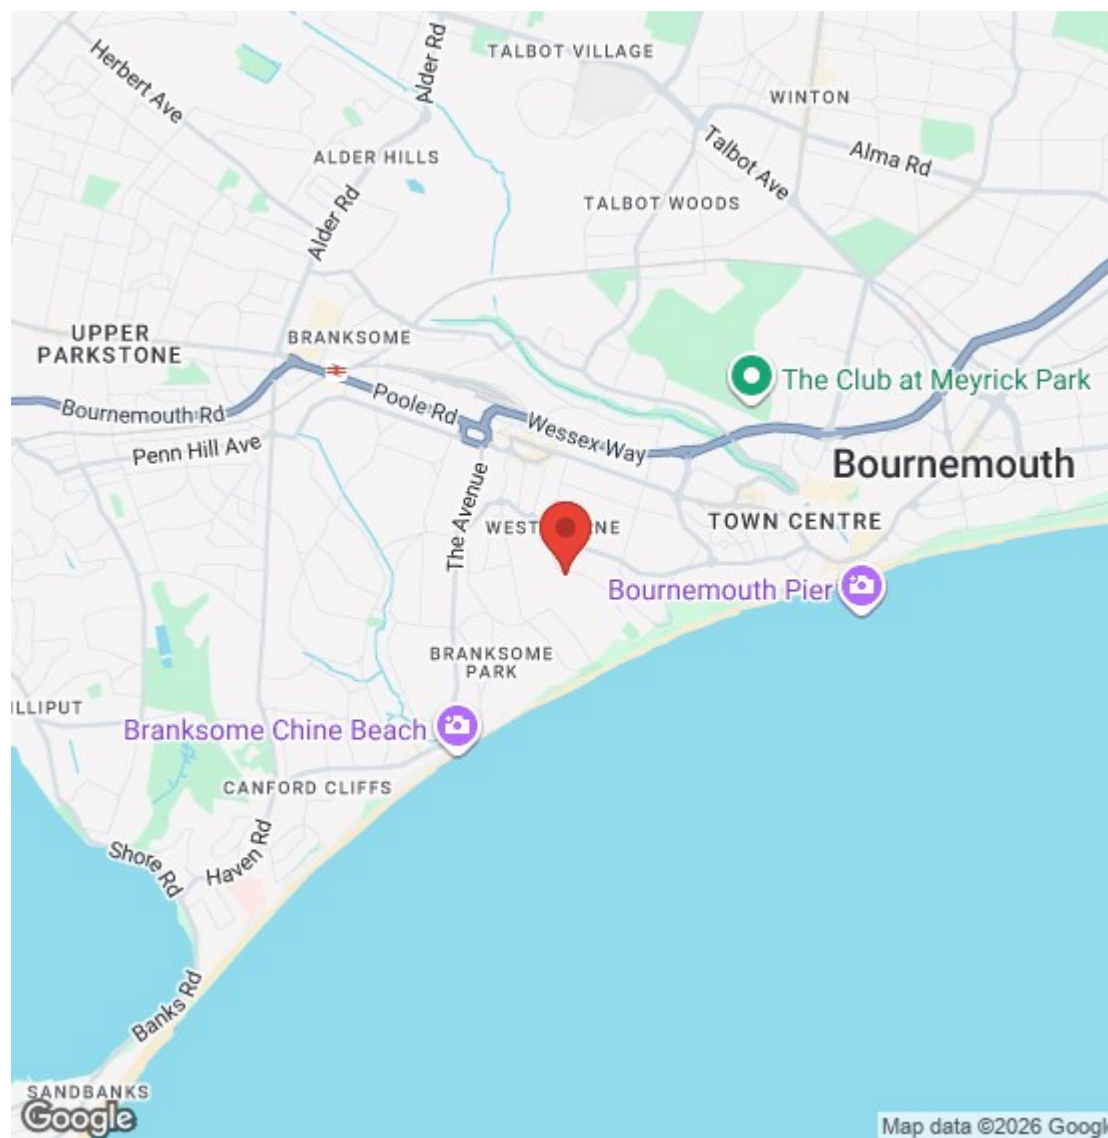 Alder Rd
TALBOT VILLAGE
Herbert Ave
WINTON
Talbot Ave
Alma Rd
ALDER HILLS
TALBOT WOODS
Alder Rd
UPPER
PARKSTONE
BRANKSOME
The Club at Meyrick Park
Poole Rd
Bournemouth Rd
Wessex Way
Penn Hill Ave
Bournemouth
The Avenue
WEST NE
TOWN CENTRE
Bournemouth Pier
BRANKSOME
PARK
ILLIPUT
Branksome Chine Beach
CANFORD CLIFFS
Shore Rd
Haven Rd
Banks Rd
SANDBANKS
Google
Map data ©2026 Google